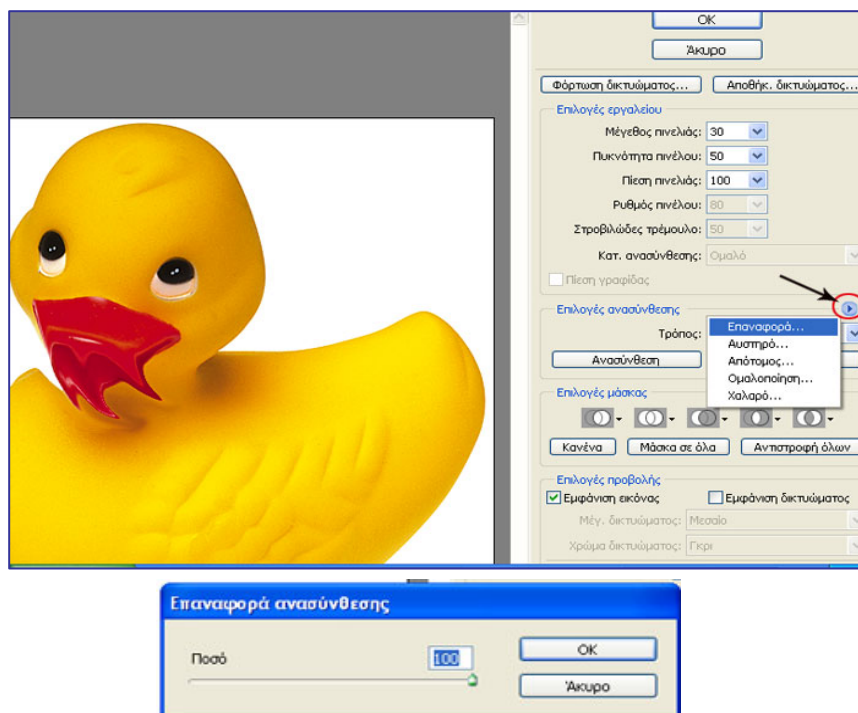 OK
Άκυρο
Φόρτωση δικτυώματος... Αποθήκ. δικτυώματος...
Επιλογές εργαλείου
Μέγεθος πινελιάς: 30
Πυκνότητα πινέλου: 50
Πίεση πινελιάς: 100
Ρυθμός πινέλου: 80
Στροβιλώδες τρέμουλο: 50
Κατ. ανασύνθεσης: Ομαλό
Πίεση γραφίδας
Επιλογές ανασύνθεσης
Τρόπος:
Επαναφορά...
Αυστηρό...
Απότομος...
Ομαλοποίηση...
Χαλαρό...
Ανασύνθεση
Επιλογές μάσκας
Κανένα Μάσκα σε όλα Αντιστροφή όλων
Επιλογές προβολής
Εμφάνιση εικόνας Εμφάνιση δικτυώματος
Μέγ. δικτυώματος: Μεσαίο
Χρώμα δικτυώματος: Γκρι
Επαναφορά ανασύνθεσης
Ποσό 100 OK
Άκυρο